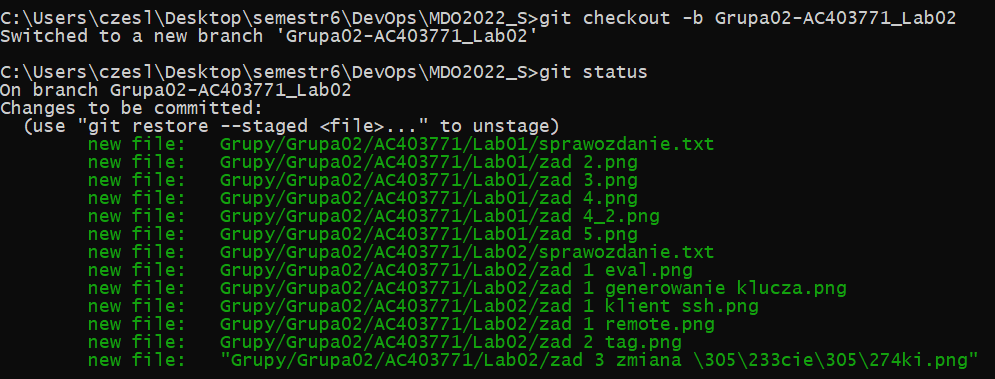 C:\Users\czesl\Desktop\semestr6\DevOps\MDO2022_S>git checkout -b Grupa02-AC403771_Lab02
Switched to a new branch 'Grupa02-AC403771_Lab02'
C:\Users\czesl\Desktop\semestr6\DevOps\MDO2022_S>git status
On branch Grupa02-AC403771_Lab02
Changes to be committed:
  (use "git restore --staged <file>..." to unstage)
        new file:   Grupy/Grupa02/AC403771/Lab01/sprawozdanie.txt
        new file:   Grupy/Grupa02/AC403771/Lab01/zad 2.png
        new file:   Grupy/Grupa02/AC403771/Lab01/zad 3.png
        new file:   Grupy/Grupa02/AC403771/Lab01/zad 4.png
        new file:   Grupy/Grupa02/AC403771/Lab01/zad 4_2.png
        new file:   Grupy/Grupa02/AC403771/Lab01/zad 5.png
        new file:   Grupy/Grupa02/AC403771/Lab02/sprawozdanie.txt
        new file:   Grupy/Grupa02/AC403771/Lab02/zad 1 eval.png
        new file:   Grupy/Grupa02/AC403771/Lab02/zad 1 generowanie klucza.png
        new file:   Grupy/Grupa02/AC403771/Lab02/zad 1 klient ssh.png
        new file:   Grupy/Grupa02/AC403771/Lab02/zad 1 remote.png
        new file:   Grupy/Grupa02/AC403771/Lab02/zad 2 tag.png
        new file:   "Grupy/Grupa02/AC403771/Lab02/zad 3 zmiana \305\233cie\305\274ki.png"